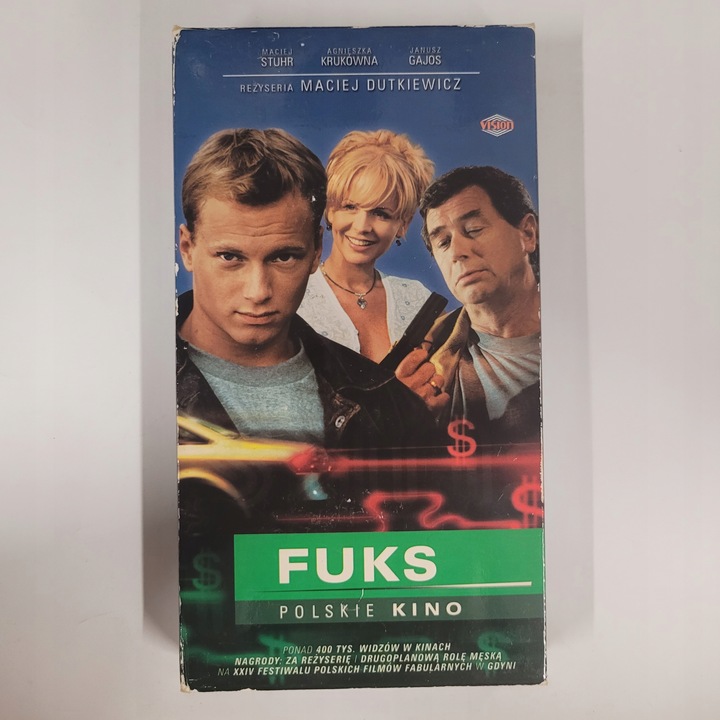 MACIEJ STUHR
AGNIESZKA KRUKÓWNA
JANUSZ GAJOS
REŻYSERIA MACIEJ DUTKIEWICZ
VISION
$
$
$
$
FUKS
POLSKIE KINO
PONAD 400 TYS. WIDZÓW W KINACH
NAGRODY: ZA REŻYSERIĘ I DRUGOPLANOWĄ ROLĘ MĘSKĄ
NA XXIV FESTIWALU POLSKICH FILMÓW FABULARNYCH W GDYNI